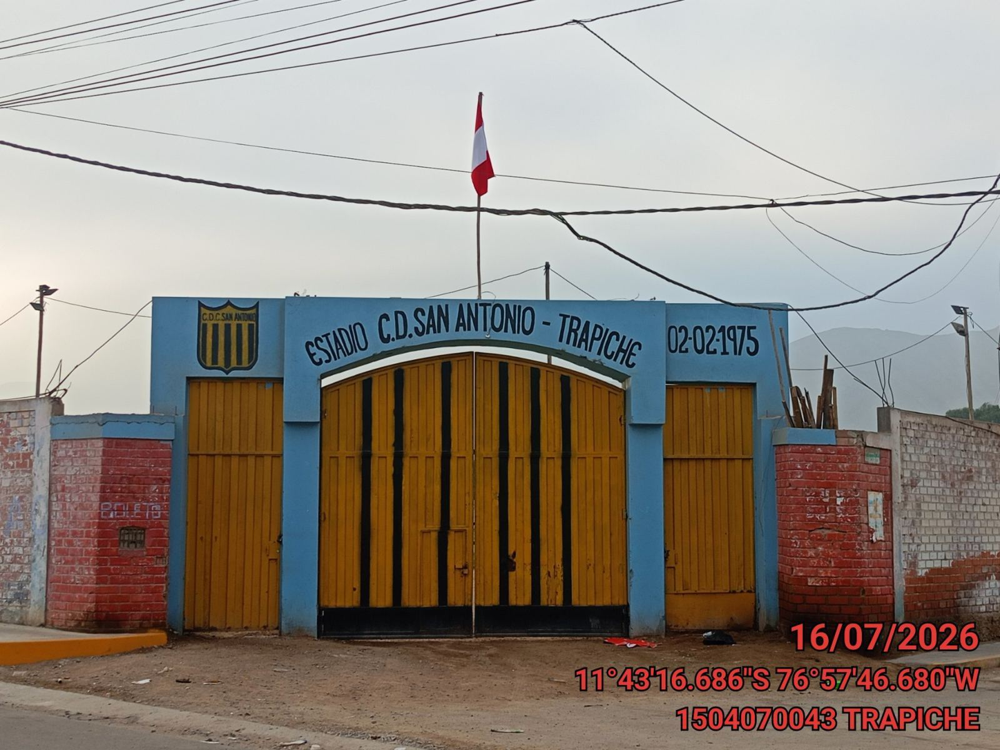 C.D.C.SAN ANTONIO
ESTADIO C.D. SAN ANTONIO - TRAPICHE
02-02-1975
BOLETO
16/07/2026
11°43'16.686"S 76°57'46.680"W
1504070043 TRAPICHE